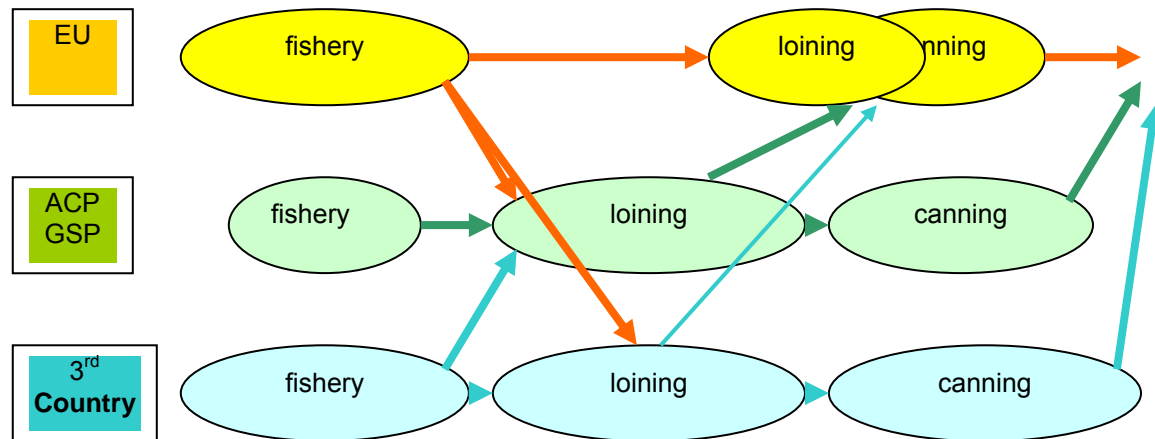 EU
fishery
loining
nning
ACP
GSP
fishery
loining
canning
3rd
Country
fishery
loining
canning